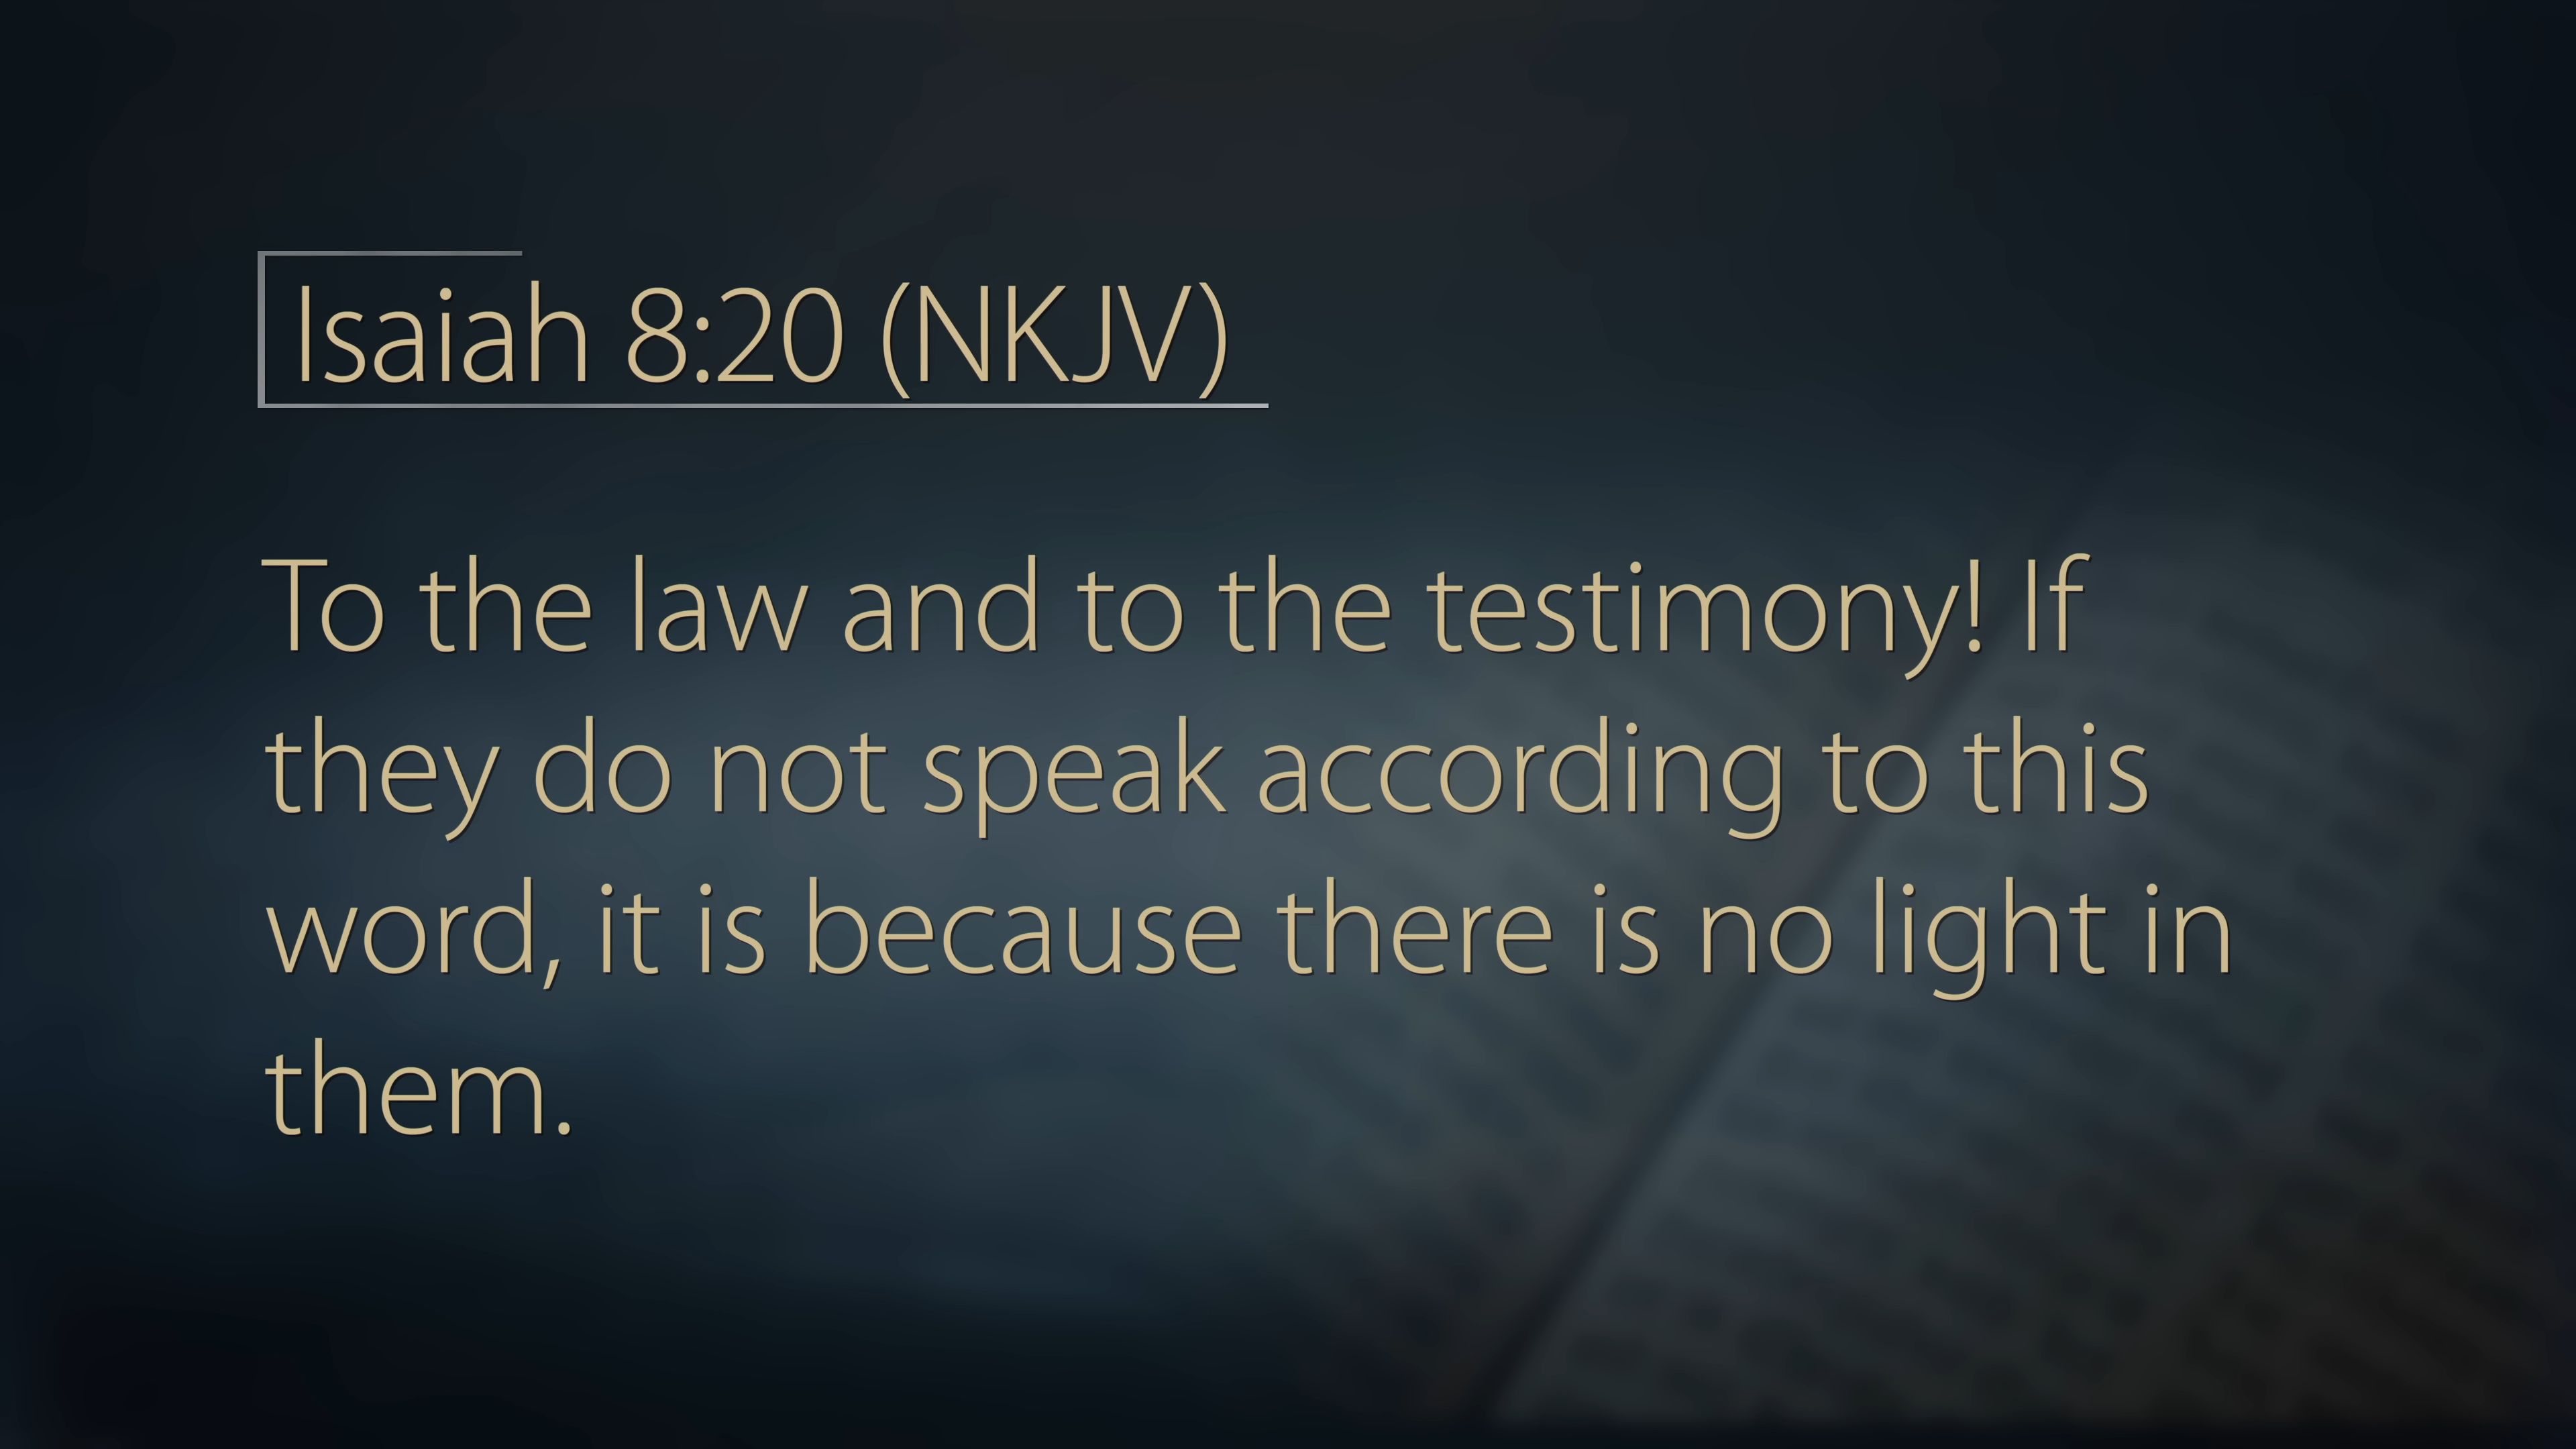 Isaiah 8:20 (NKJV)
To the law and to the testimony! If
they do not speak according to this
word, it is because there is no light in
them.